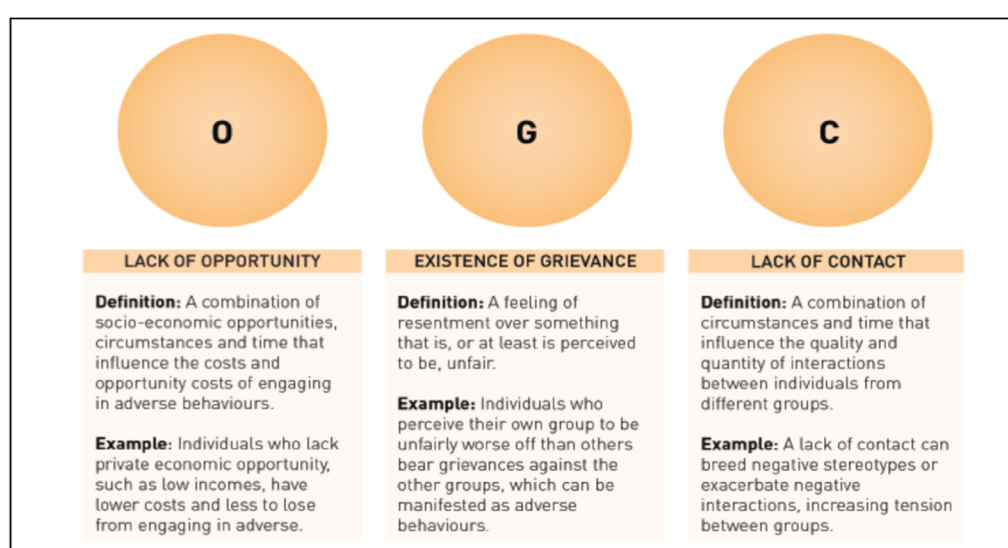 O
G
C
LACK OF OPPORTUNITY
Definition: A combination of
socio-economic opportunities,
circumstances and time that
influence the costs and
opportunity costs of engaging
in adverse behaviours.
Example: Individuals who lack
private economic opportunity,
such as low incomes, have
lower costs and less to lose
from engaging in adverse.
EXISTENCE OF GRIEVANCE
Definition: A feeling of
resentment over something
that is, or at least is perceived
to be, unfair.
Example: Individuals who
perceive their own group to be
unfairly worse off than others
bear grievances against the
other groups, which can be
manifested as adverse
behaviours.
LACK OF CONTACT
Definition: A combination of
circumstances and time that
influence the quality and
quantity of interactions
between individuals from
different groups.
Example: A lack of contact can
breed negative stereotypes or
exacerbate negative
interactions, increasing tension
between groups.